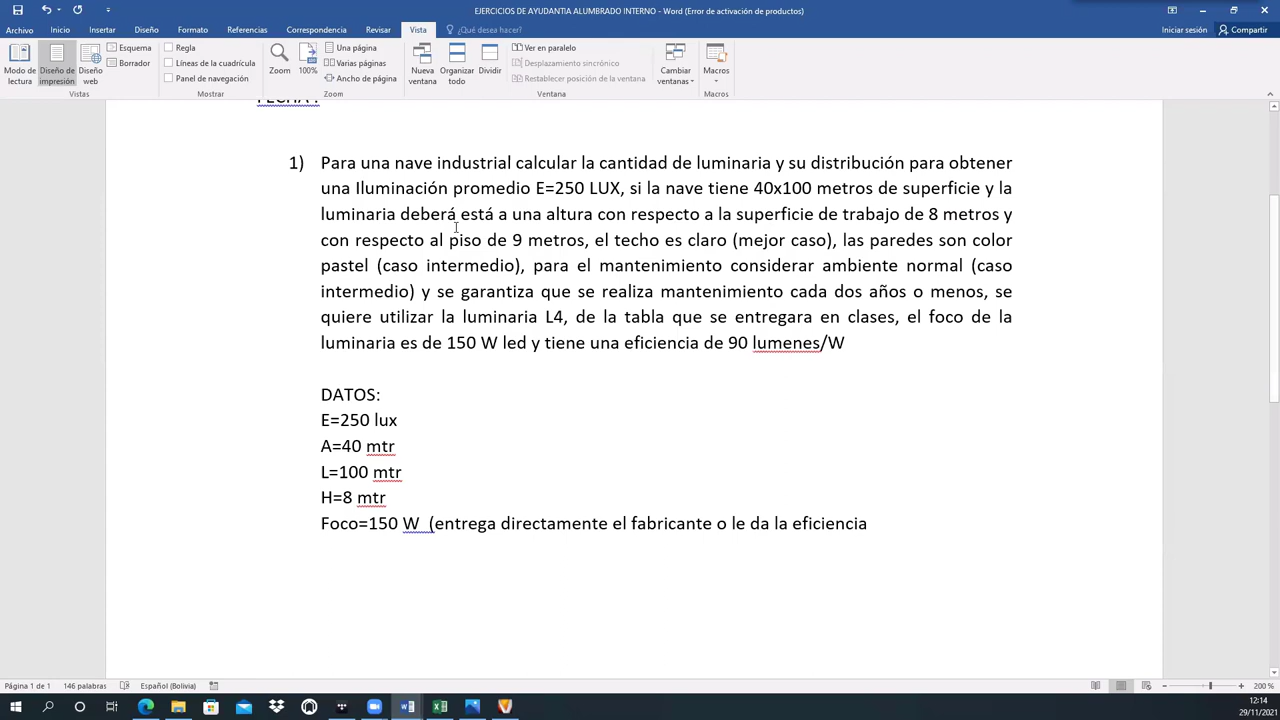 EJERCICIOS DE AYUDANTIA ALUMBRADO INTERNO - Word (Error de activación de productos)
Archivo Inicio Insertar Diseño Formato Referencias Correspondencia Revisar Vista ¿Qué desea hacer? Iniciar sesión Compartir
Modo de lectura
Diseño de impresión
Diseño web
Esquema
Borrador
Vistas
Regla
Líneas de la cuadrícula
Panel de navegación
Mostrar
Zoom
100%
Una página
Varias páginas
Ancho de página
Zoom
Nueva ventana
Organizar todo
Dividir
Ver en paralelo
Desplazamiento sincrónico
Restablecer posición de la ventana
Cambiar ventanas
Ventana
Macros
Macros
FECHA :
1) Para una nave industrial calcular la cantidad de luminaria y su distribución para obtener
una Iluminación promedio E=250 LUX, si la nave tiene 40x100 metros de superficie y la
luminaria deberá está a una altura con respecto a la superficie de trabajo de 8 metros y
con respecto al piso de 9 metros, el techo es claro (mejor caso), las paredes son color
pastel (caso intermedio), para el mantenimiento considerar ambiente normal (caso
intermedio) y se garantiza que se realiza mantenimiento cada dos años o menos, se
quiere utilizar la luminaria L4, de la tabla que se entregara en clases, el foco de la
luminaria es de 150 W led y tiene una eficiencia de 90 lumenes/W
DATOS:
E=250 lux
A=40 mtr
L=100 mtr
H=8 mtr
Foco=150 W (entrega directamente el fabricante o le da la eficiencia
Página 1 de 1 146 palabras Español (Bolivia) 200 %
12:14
29/11/2021